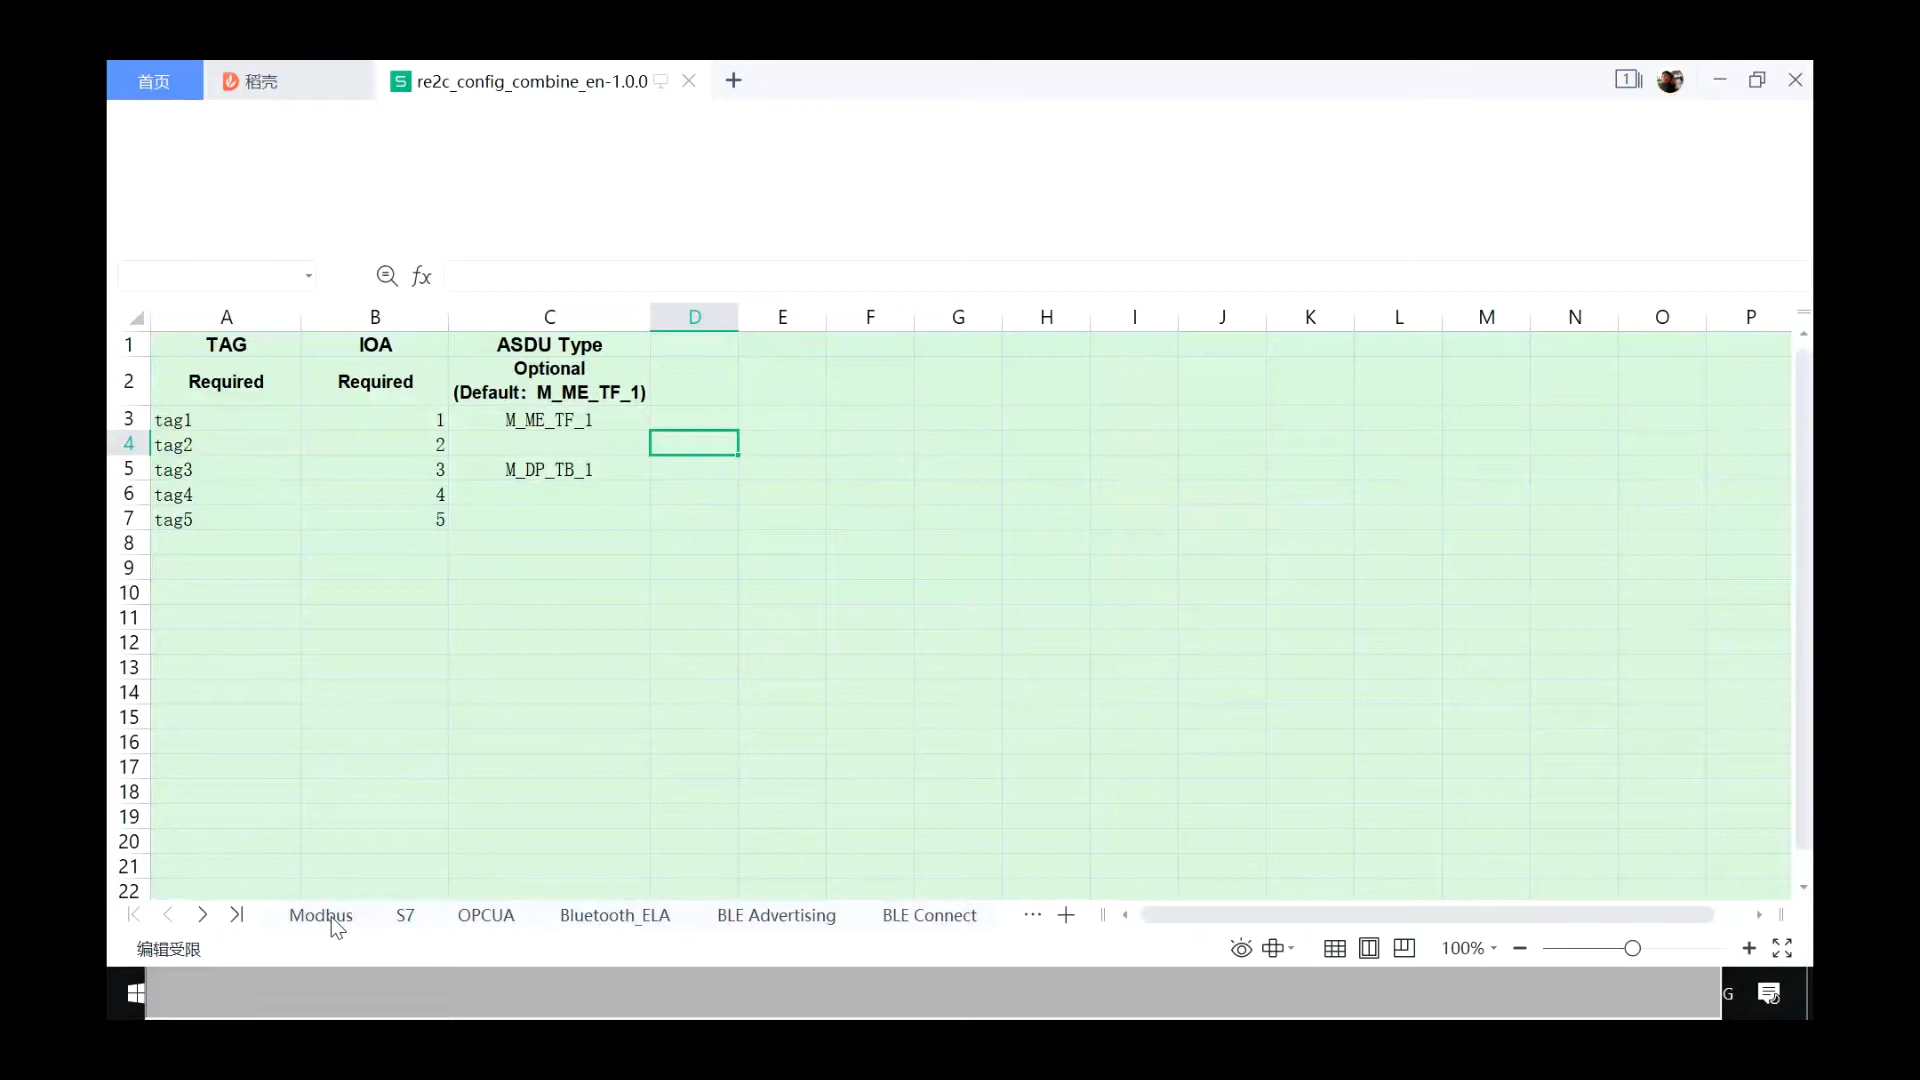 首页 稻壳 S re2c_config_combine_en-1.0.0 1
fx
A B C D E F G H I J K L M N O P
1 TAG IOA ASDU Type
2 Required Required Optional
(Default：M_ME_TF_1)
3 tag1 1 M_ME_TF_1
4 tag2 2
5 tag3 3 M_DP_TB_1
6 tag4 4
7 tag5 5
8
9
10
11
12
13
14
15
16
17
18
19
20
21
22
Modbus S7 OPCUA Bluetooth_ELA BLE Advertising BLE Connect ···
编辑受限 100%
G